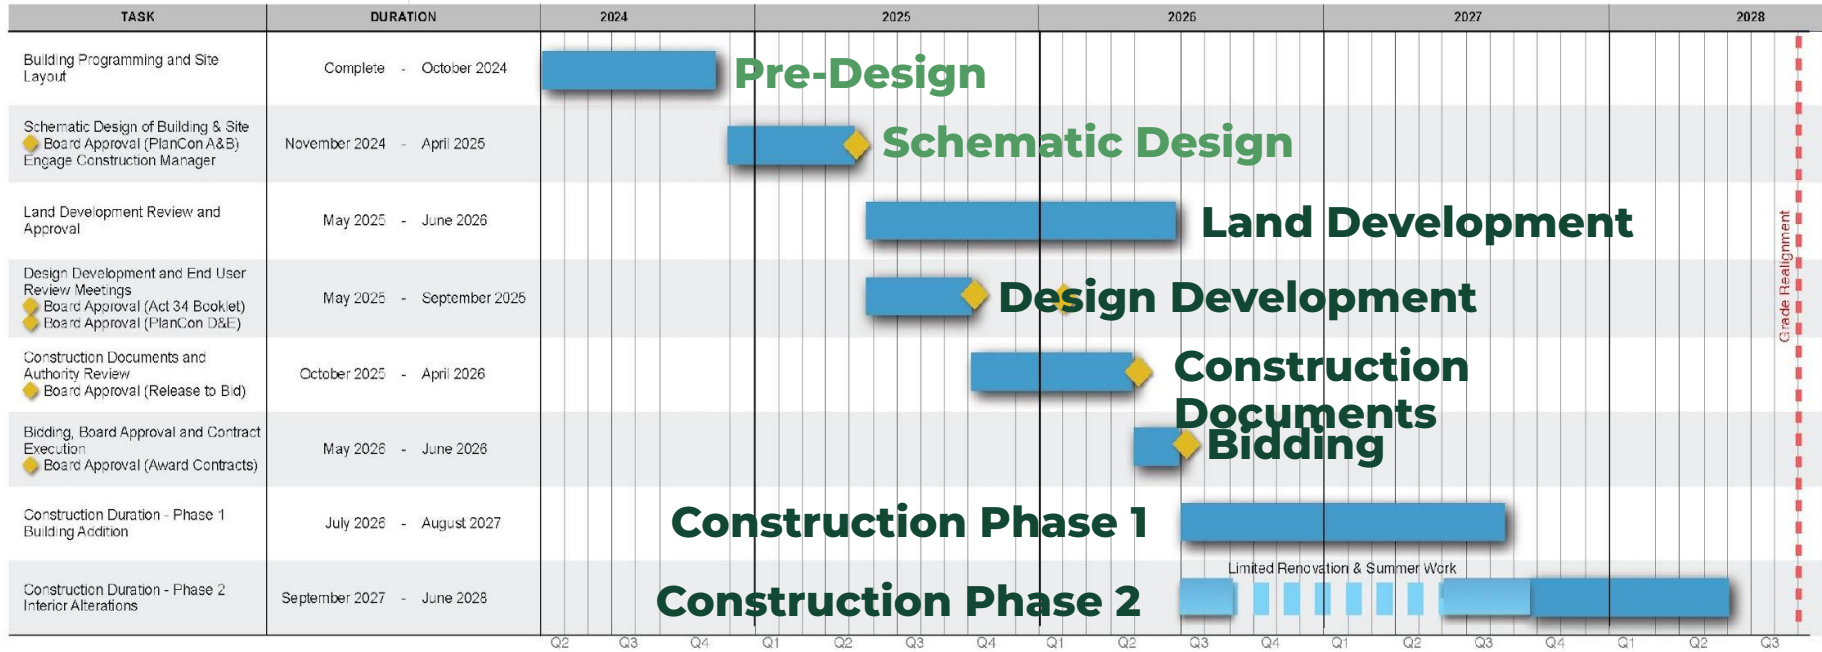 TASK DURATION 2024 2025 2026 2027 2028
Building Programming and Site
Layout
Complete - October 2024
Pre-Design
Schematic Design of Building & Site
Board Approval (PlanCon A&B)
Engage Construction Manager
November 2024 - April 2025
Schematic Design
Land Development Review and
Approval
May 2025 - June 2026
Land Development
Design Development and End User
Review Meetings
Board Approval (Act 34 Booklet)
Board Approval (PlanCon D&E)
May 2025 - September 2025
Design Development
Construction Documents and
Authority Review
Board Approval (Release to Bid)
October 2025 - April 2026
Construction
Documents
Bidding, Board Approval and Contract
Execution
Board Approval (Award Contracts)
May 2026 - June 2026
Bidding
Construction Duration - Phase 1
Building Addition
July 2026 - August 2027
Construction Phase 1
Construction Duration - Phase 2
Interior Alterations
September 2027 - June 2028
Construction Phase 2
Limited Renovation & Summer Work
Grade Realignment
Q2 Q3 Q4 Q1 Q2 Q3 Q4 Q1 Q2 Q3 Q4 Q1 Q2 Q3 Q4 Q1 Q2 Q3